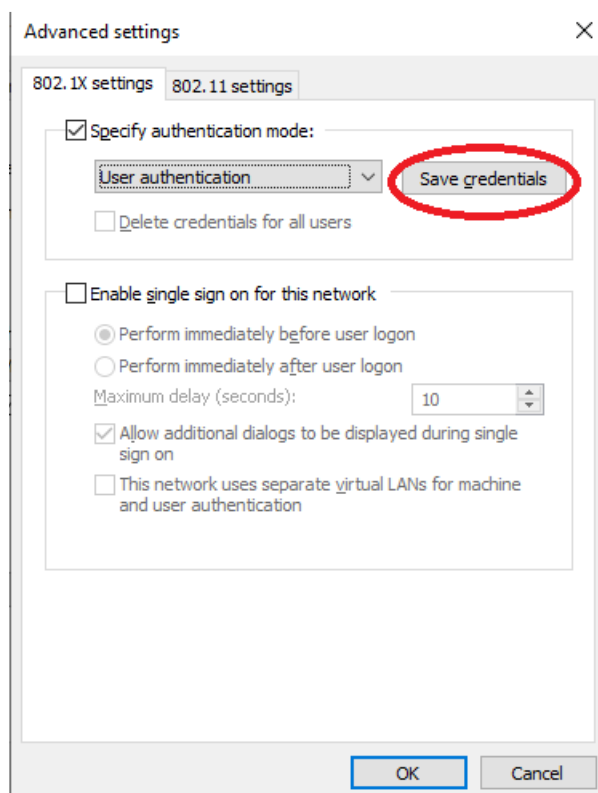 Advanced settings
802.1X settings 802.11 settings
Specify authentication mode:
User authentication Save credentials
Delete credentials for all users
Enable single sign on for this network
Perform immediately before user logon
Perform immediately after user logon
Maximum delay (seconds): 10
Allow additional dialogs to be displayed during single
sign on
This network uses separate virtual LANs for machine
and user authentication
OK Cancel